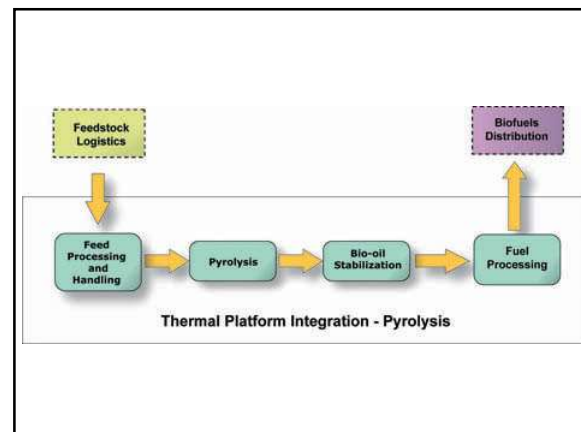 Feedstock
Logistics
Biofuels
Distribution
Feed
Processing
and
Handling
Pyrolysis
Bio-oil
Stabilization
Fuel
Processing
Thermal Platform Integration - Pyrolysis